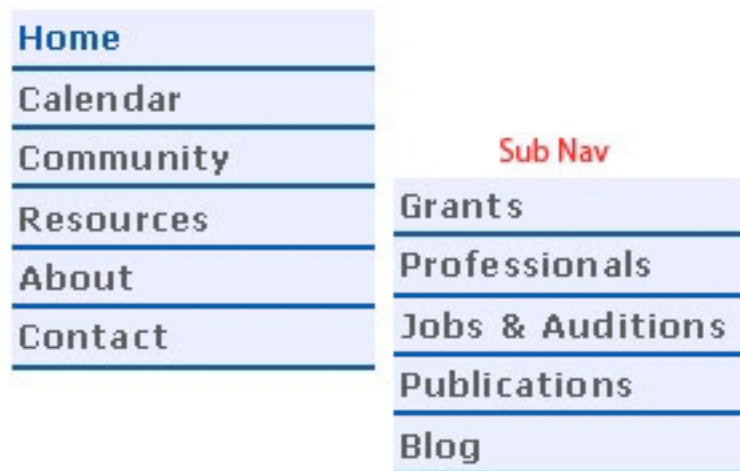 Home
Calendar
Community
Resources
About
Contact
Sub Nav
Grants
Professionals
Jobs & Auditions
Publications
Blog